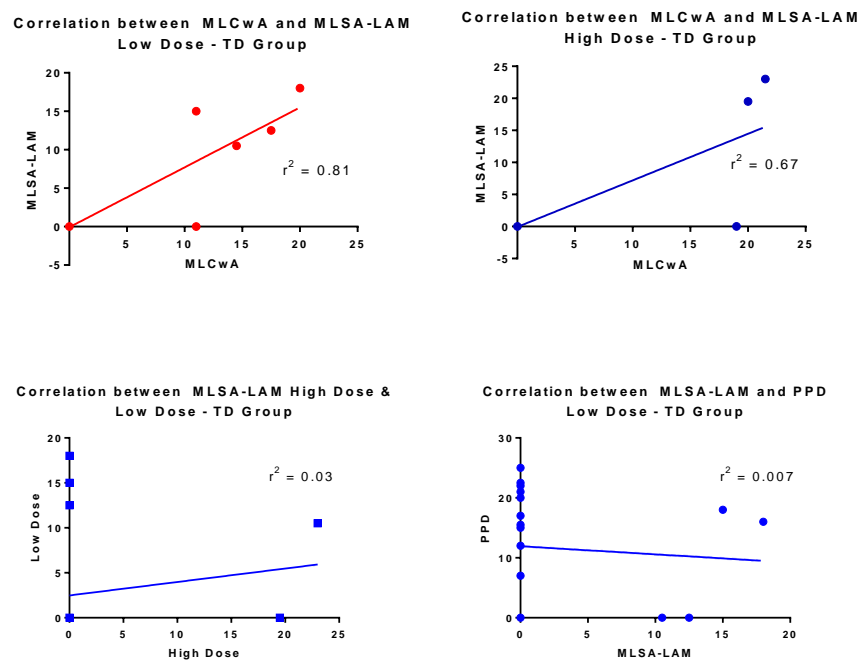 Correlation between MLCwA and MLSA-LAM
Low Dose - TD Group
20
15
10
5
0
-5
5
10
15
20
25
MLSA-LAM
MLCwA
r2 = 0.81
Correlation between MLCwA and MLSA-LAM
High Dose - TD Group
25
20
15
10
5
0
-5
5
10
15
20
25
MLSA-LAM
MLCwA
r2 = 0.67
Correlation between MLSA-LAM High Dose &
Low Dose - TD Group
20
15
10
5
0
0
5
10
15
20
25
Low Dose
High Dose
r2 = 0.03
Correlation between MLSA-LAM and PPD
Low Dose - TD Group
30
20
10
0
0
5
10
15
20
PPD
MLSA-LAM
r2 = 0.007